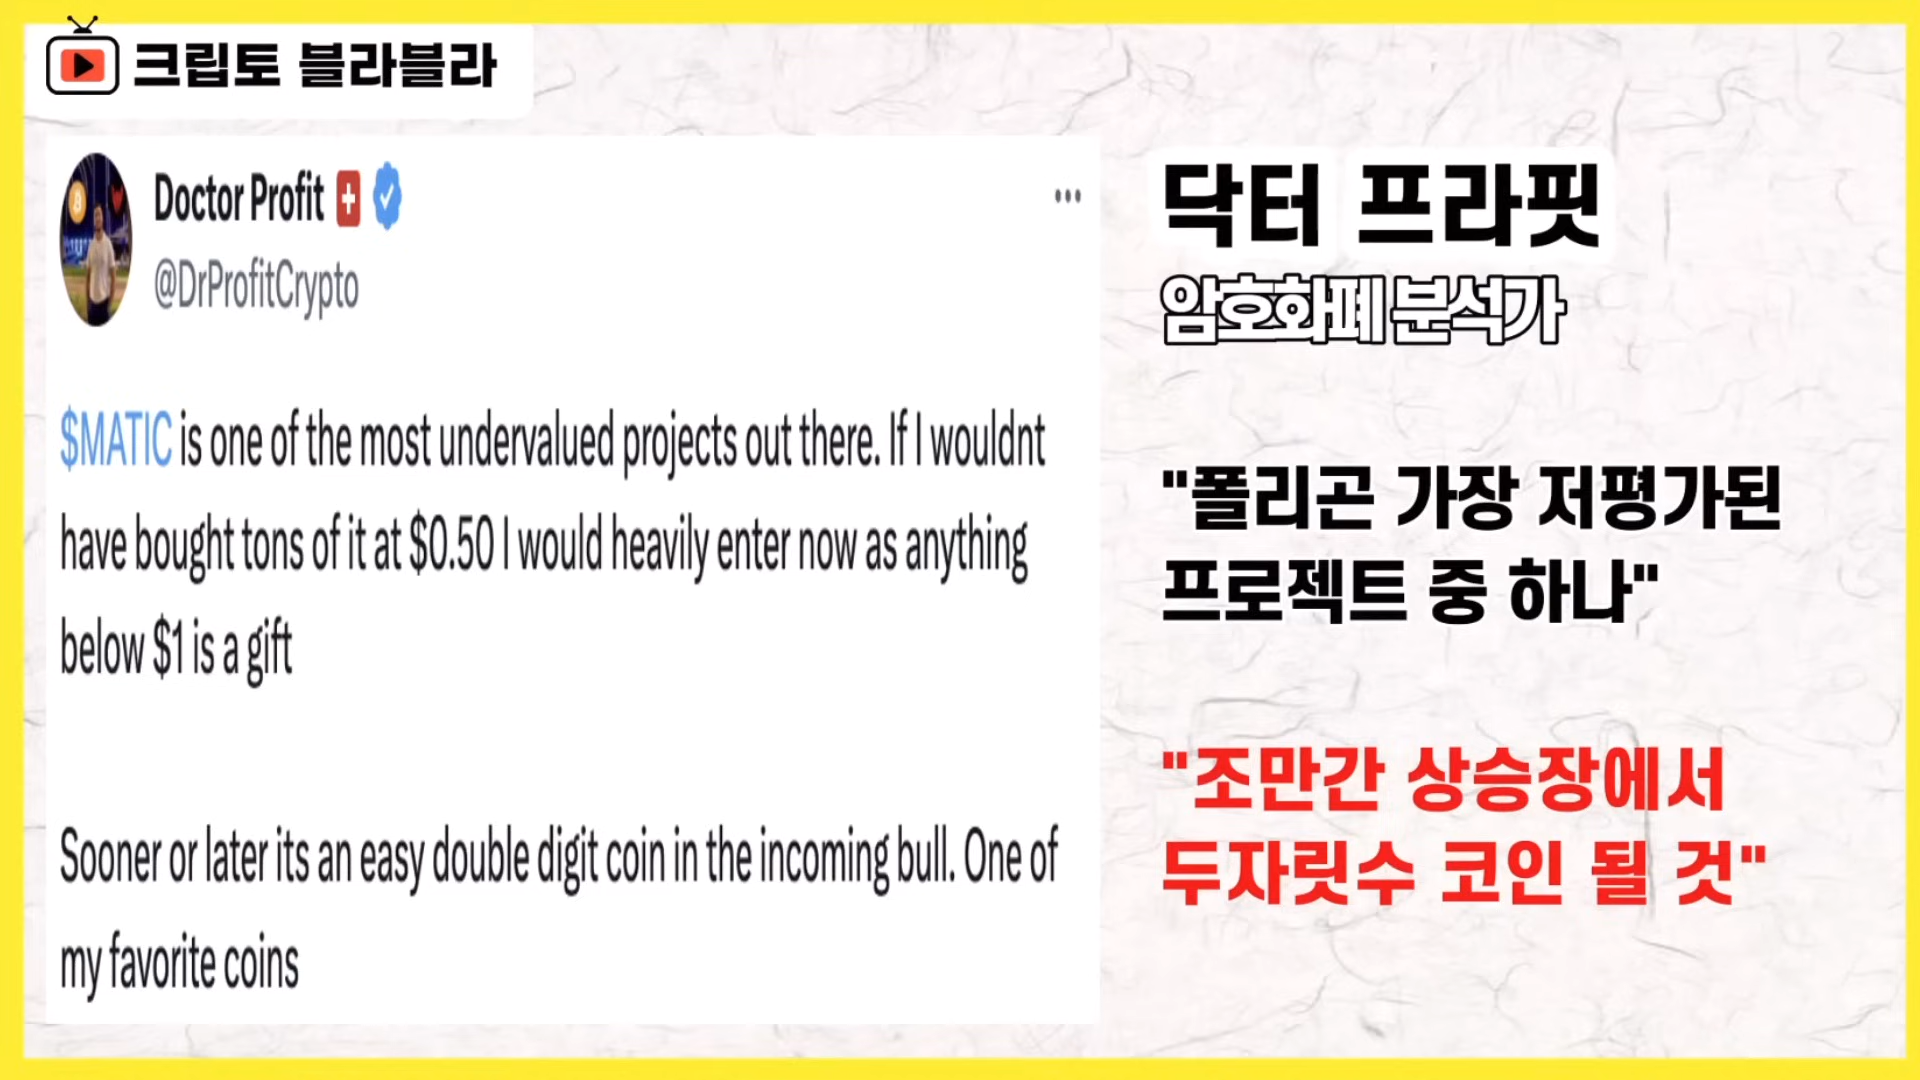 크립토 블라블라
Doctor Profit
@DrProfitCrypto
$MATIC is one of the most undervalued projects out there. If I wouldnt
have bought tons of it at $0.50 I would heavily enter now as anything
below $1 is a gift
Sooner or later its an easy double digit coin in the incoming bull. One of
my favorite coins
닥터 프라핏
암호화폐 분석가
"폴리곤 가장 저평가된
프로젝트 중 하나"
"조만간 상승장에서
두자릿수 코인 될 것"